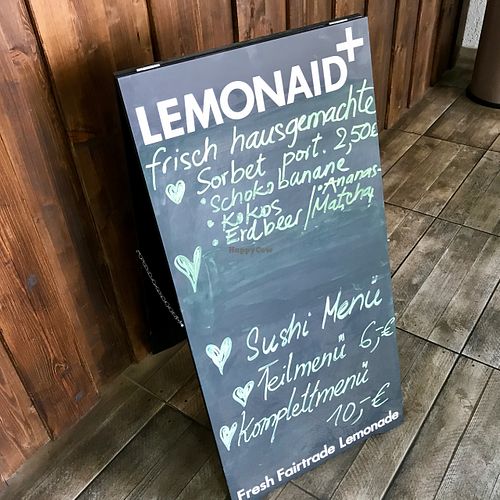 LEMONAID+
frisch hausgemachte
Sorbet port. 2,50€
• Schoko banane
• Kokos • Ananas-
• Erdbeer/Matcha
HappyCow
Sushi Menü
Teilmenü 6,-€
Komplettmenü
10,-€
Fresh Fairtrade Lemonade